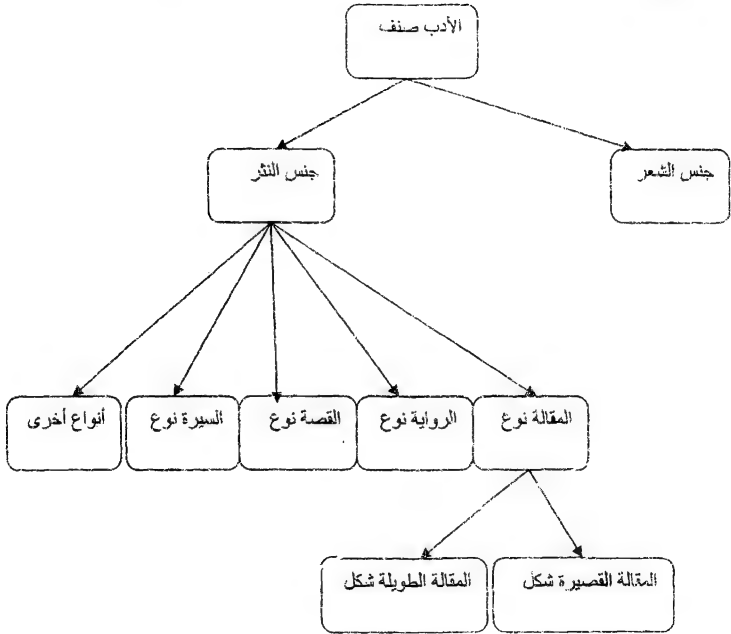 الأدب صنف
جنس الشعر
جنس النثر
المقالة نوع
الرواية نوع
القصة نوع
السيرة نوع
أنواع أخرى
المقالة القصيرة شكل
المقالة الطويلة شكل